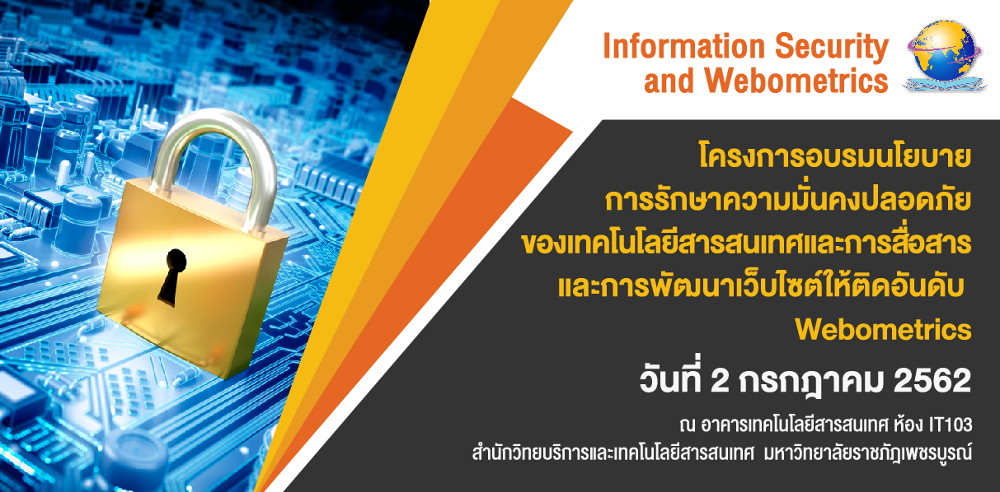 Information Security
and Webometrics
โครงการอบรมนโยบาย
การรักษาความมั่นคงปลอดภัย
ของเทคโนโลยีสารสนเทศและการสื่อสาร
และการพัฒนาเว็บไซต์ให้ติดอันดับ
Webometrics
วันที่ 2 กรกฎาคม 2562
ณ อาคารเทคโนโลยีสารสนเทศ ห้อง IT103
สำนักวิทยบริการและเทคโนโลยีสารสนเทศ มหาวิทยาลัยราชภัฏเพชรบูรณ์